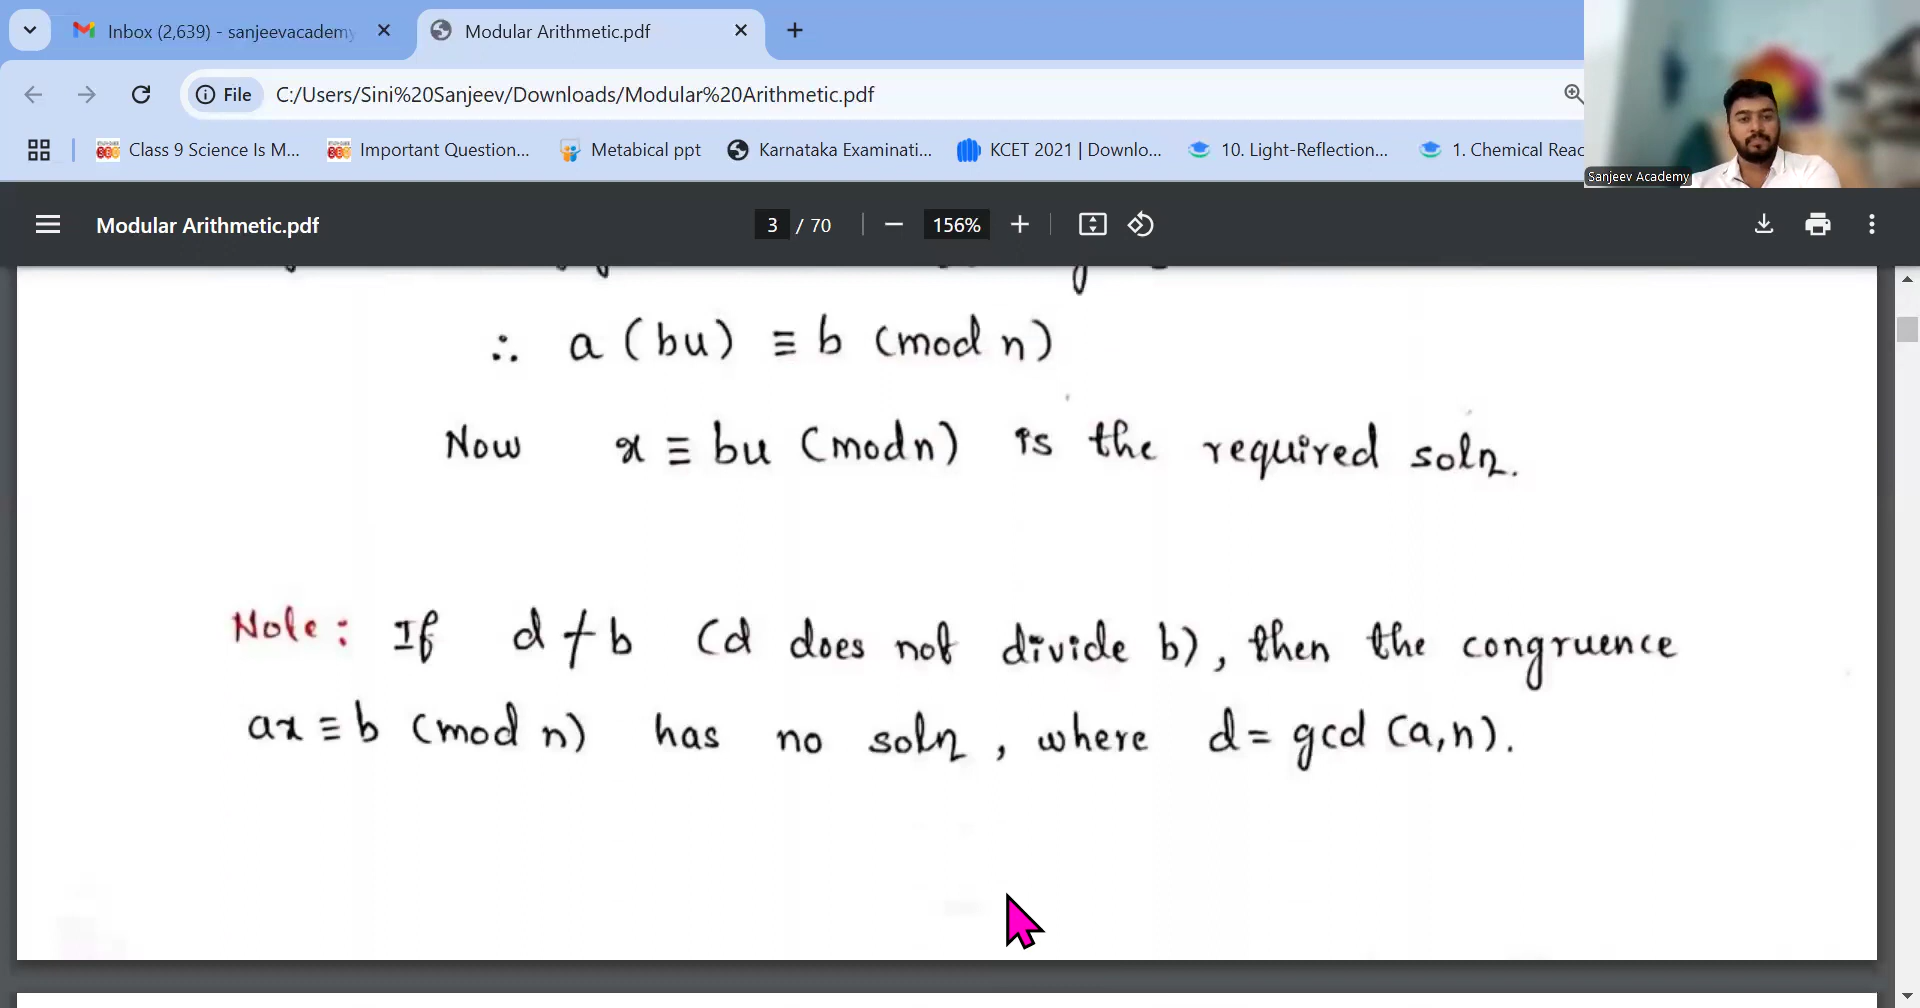 Inbox (2,639) - sanjeevacademy
Modular Arithmetic.pdf
File
C:/Users/Sini%20Sanjeev/Downloads/Modular%20Arithmetic.pdf
Class 9 Science Is M...
Important Question...
Metabical ppt
Karnataka Examinati...
KCET 2021 | Downlo...
10. Light-Reflection...
1. Chemical Reac
Sanjeev Academy
Modular Arithmetic.pdf
3 / 70
156%
∴ a (bu) ≡ b (mod n)
Now x ≡ bu (mod n) is the required soln.
Note: If d ∤ b (d does not divide b), then the congruence
ax ≡ b (mod n) has no soln, where d = gcd (a,n).